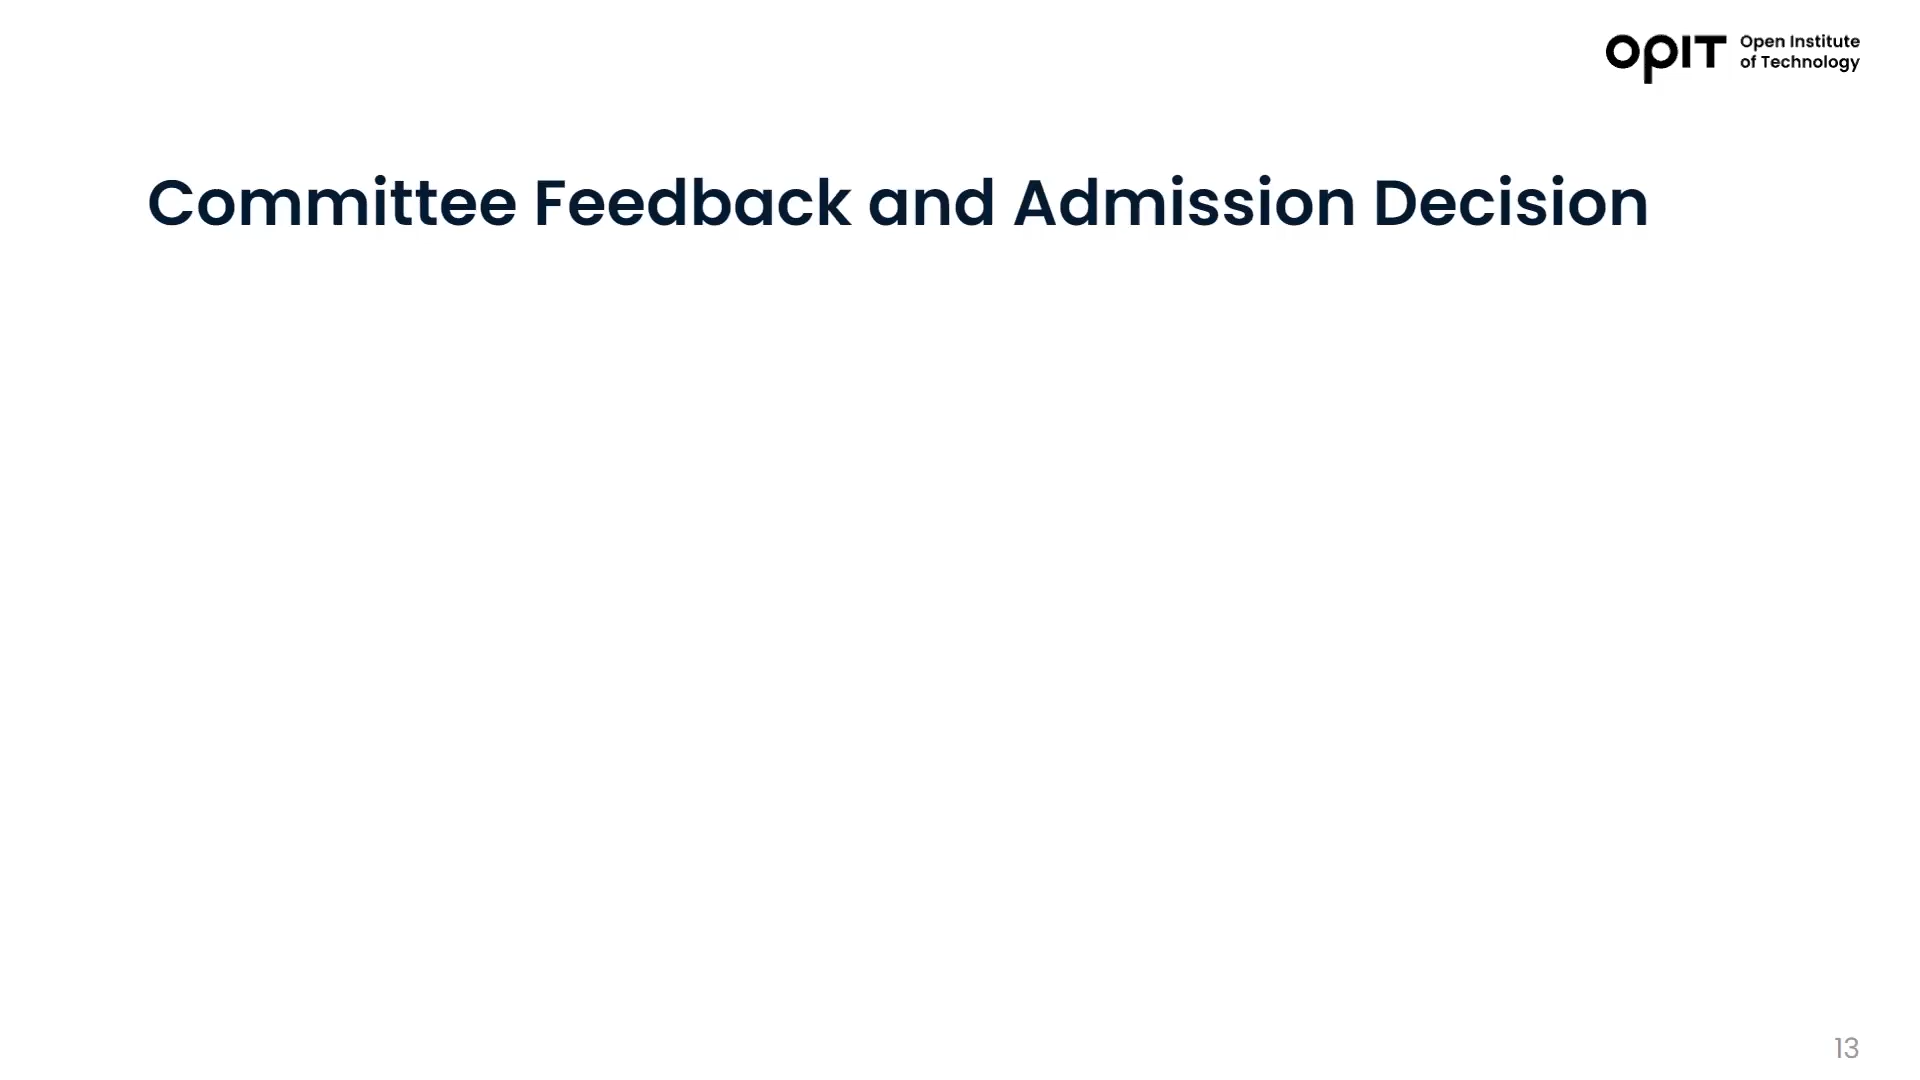 opIT
Open Institute
of Technology
Committee Feedback and Admission Decision
13